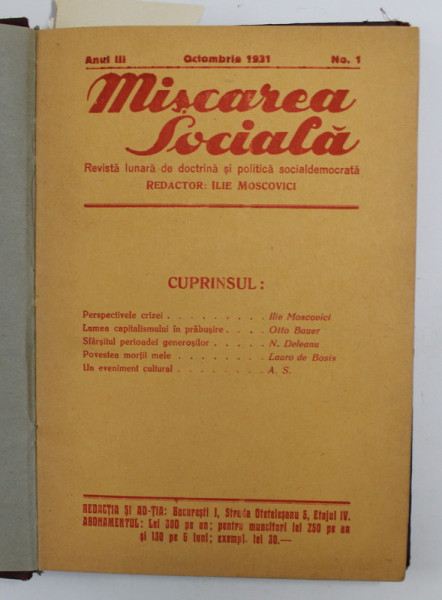 Anul III Octombrie 1931 No. 1
Mișcarea
Socială
Revistă lunară de doctrină și politică socialdemocrată
REDACTOR: ILIE MOSCOVICI
CUPRINSUL:
Perspectivele crizei . . . . . . . . . . Ilie Moscovici
Lumea capitalismului în prăbușire . . . . Otto Bauer
Sfârșitul perioadei generoșilor . . . . . N. Deleanu
Povestea morții mele . . . . . . . . . Lauro de Bosis
Un eveniment cultural . . . . . . . . A. S.
REDACȚIA ȘI AD-ȚIA: București I, Strada Oteteleșanu 5, Etajul IV.
ABONAMENTUL: Lei 300 pe an; pentru muncitori lei 250 pe an
și 130 pe 6 luni; exempl. lei 30.—